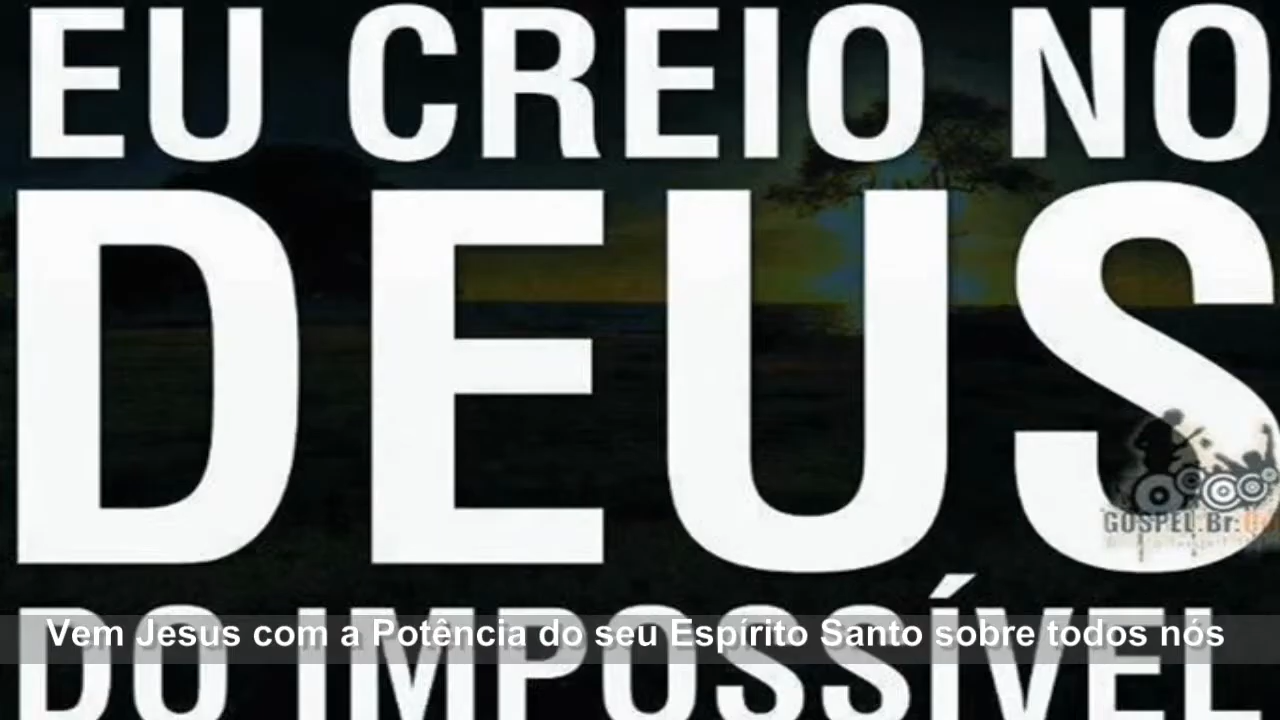 EU CREIO NO
DEUS
DO IMPOSSÍVEL
Vem Jesus com a Potência do seu Espírito Santo sobre todos nós
GOSPEL.Br: